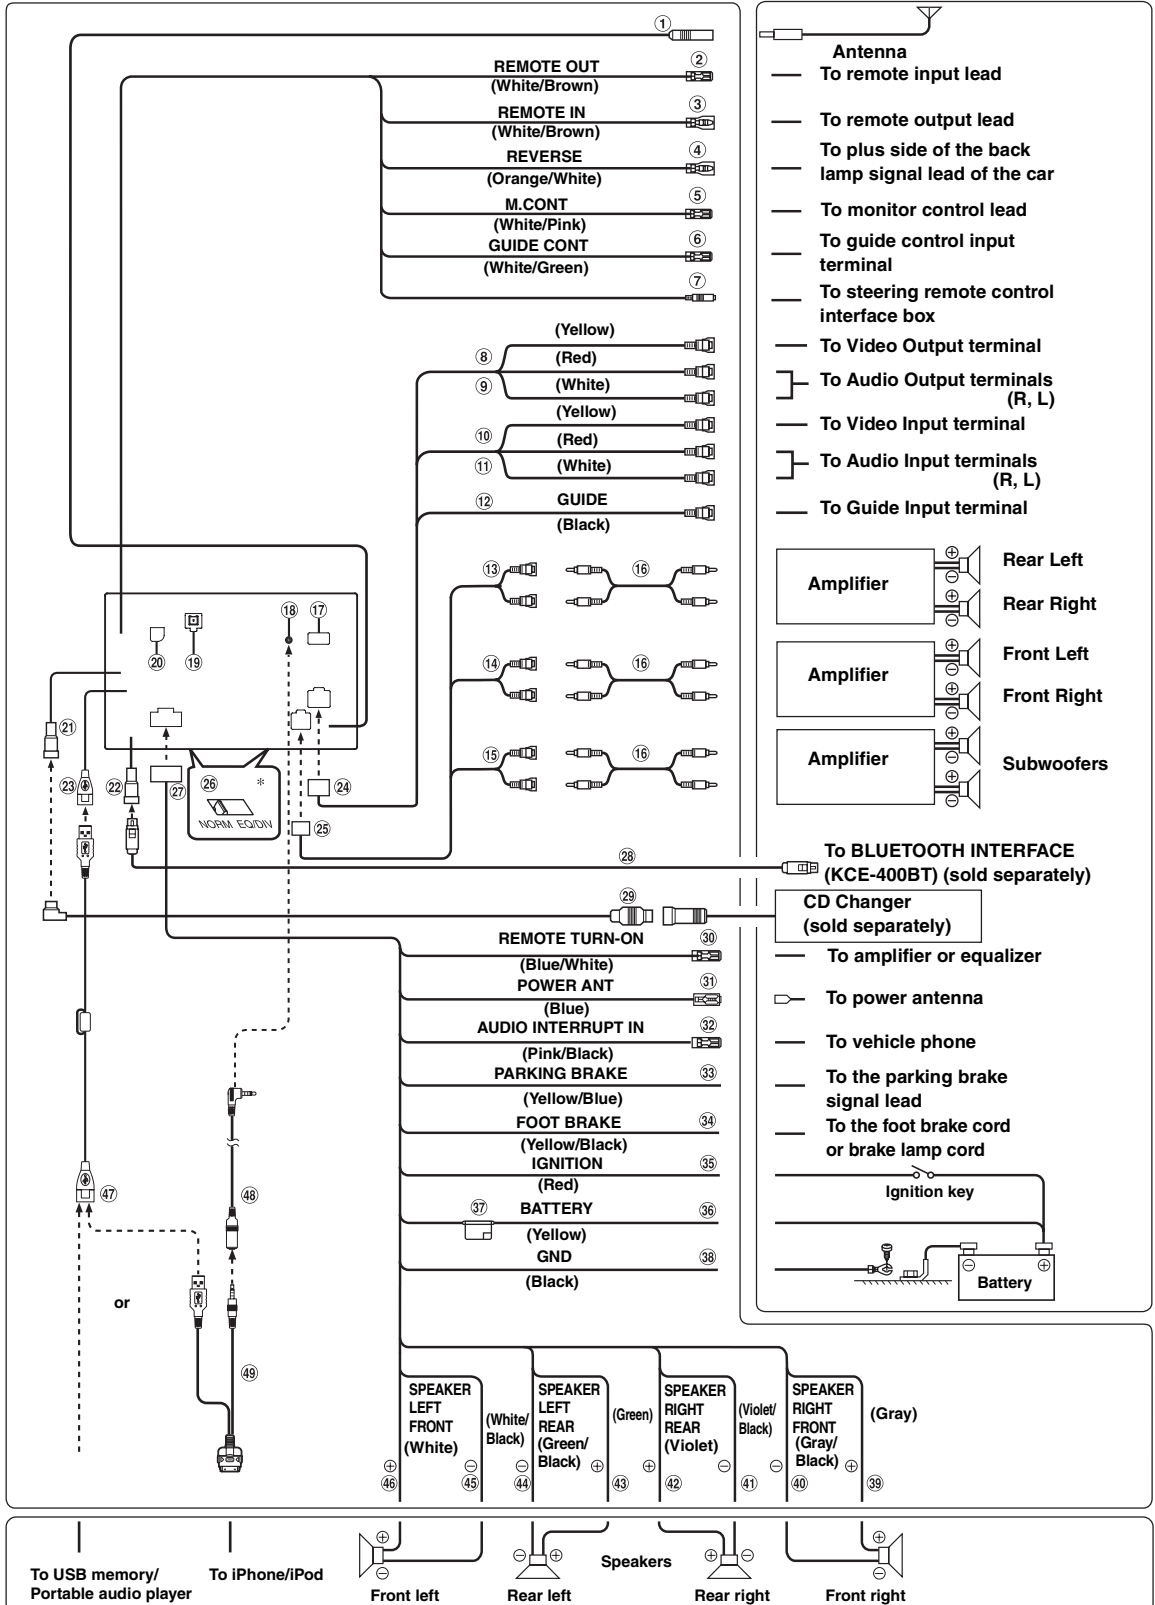 ①
Antenna
REMOTE OUT
②
(White/Brown)
To remote input lead
REMOTE IN
③
(White/Brown)
To remote output lead
REVERSE
④
(Orange/White)
To plus side of the back
lamp signal lead of the car
M.CONT
⑤
(White/Pink)
To monitor control lead
GUIDE CONT
⑥
(White/Green)
To guide control input
terminal
⑦
To steering remote control
interface box
(Yellow)
To Video Output terminal
⑧
(Red)
⑨
(White)
To Audio Output terminals
(R, L)
(Yellow)
To Video Input terminal
⑩
(Red)
⑪
(White)
To Audio Input terminals
(R, L)
⑫
GUIDE
(Black)
To Guide Input terminal
⑬
⑯
Amplifier
⊕
⊖
⊕
⊖
Rear Left
Rear Right
⑱
⑰
⑳
⑲
⑭
⑯
Amplifier
⊕
⊖
⊕
⊖
Front Left
Front Right
⑮
⑯
Amplifier
⊕
⊖
⊕
⊖
Subwoofers
㉑
㉓
㉒
㉗
㉖
*
NORM EQ/DIV
㉔
㉕
㉘
To BLUETOOTH INTERFACE
(KCE-400BT) (sold separately)
㉙
CD Changer
(sold separately)
REMOTE TURN-ON
㉚
(Blue/White)
To amplifier or equalizer
POWER ANT
㉛
(Blue)
To power antenna
AUDIO INTERRUPT IN
㉜
(Pink/Black)
To vehicle phone
PARKING BRAKE
㉝
(Yellow/Blue)
To the parking brake
signal lead
FOOT BRAKE
㉞
(Yellow/Black)
To the foot brake cord
or brake lamp cord
IGNITION
㉟
(Red)
Ignition key
㊲
BATTERY
㊱
(Yellow)
GND
㊳
(Black)
⊖
⊕
Battery
㊼
㊽
or
㊾
SPEAKER
LEFT
FRONT
(White)
(White/
Black)
SPEAKER
LEFT
REAR
(Green/
Black)
(Green)
SPEAKER
RIGHT
REAR
(Violet)
(Violet/
Black)
SPEAKER
RIGHT
FRONT
(Gray/
Black)
(Gray)
⊕ ⊖ ⊖ ⊕ ⊕ ⊖ ⊖ ⊕
㊻ ㊺ ㊹ ㊸ ㊷ ㊶ ㊵ ㊴
⊕
⊖
⊖ ⊕
Speakers
⊕ ⊖
⊕
⊖
To USB memory/
Portable audio player
To iPhone/iPod
Front left
Rear left
Rear right
Front right